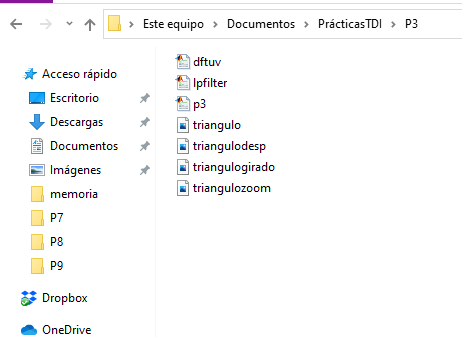 Este equipo > Documentos > PrácticasTDI > P3
Acceso rápido
Escritorio
Descargas
Documentos
Imágenes
memoria
P7
P8
P9
Dropbox
OneDrive
dftuv
lpfilter
p3
triangulo
triangulodesp
triangulogirado
triangulozoom